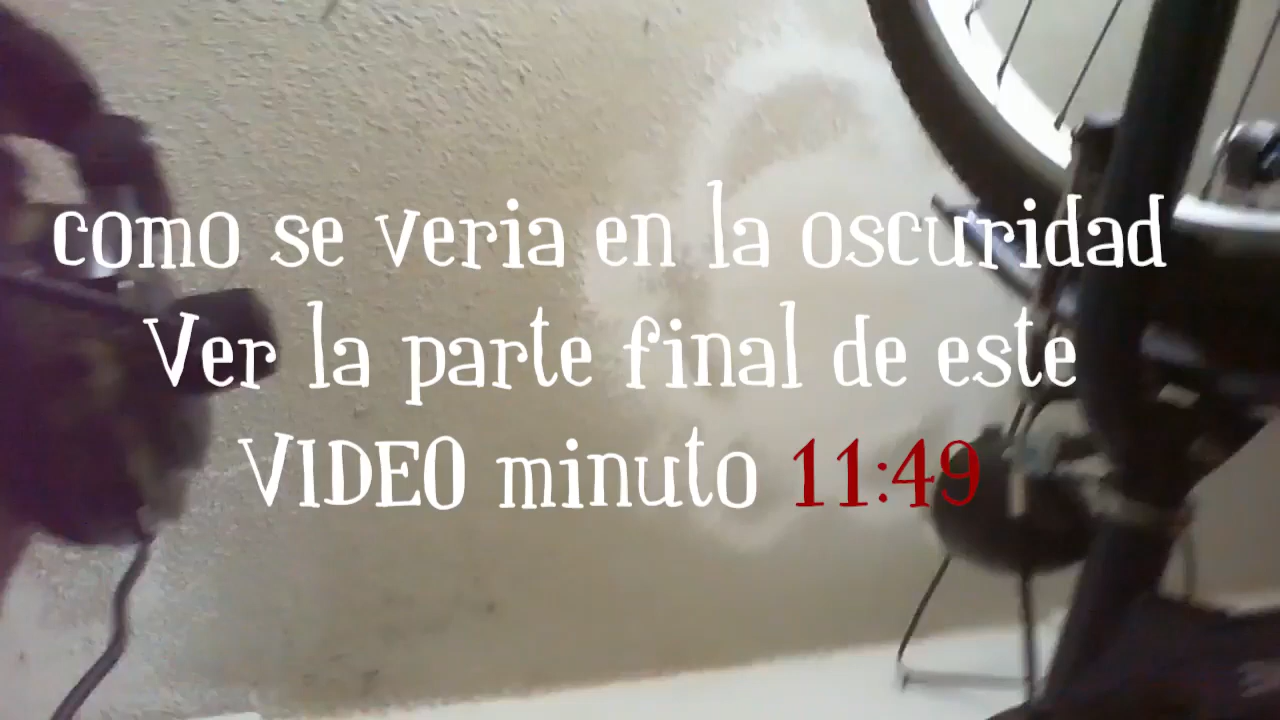 como se veria en la oscuridad
Ver la parte final de este
VIDEO minuto 11:49